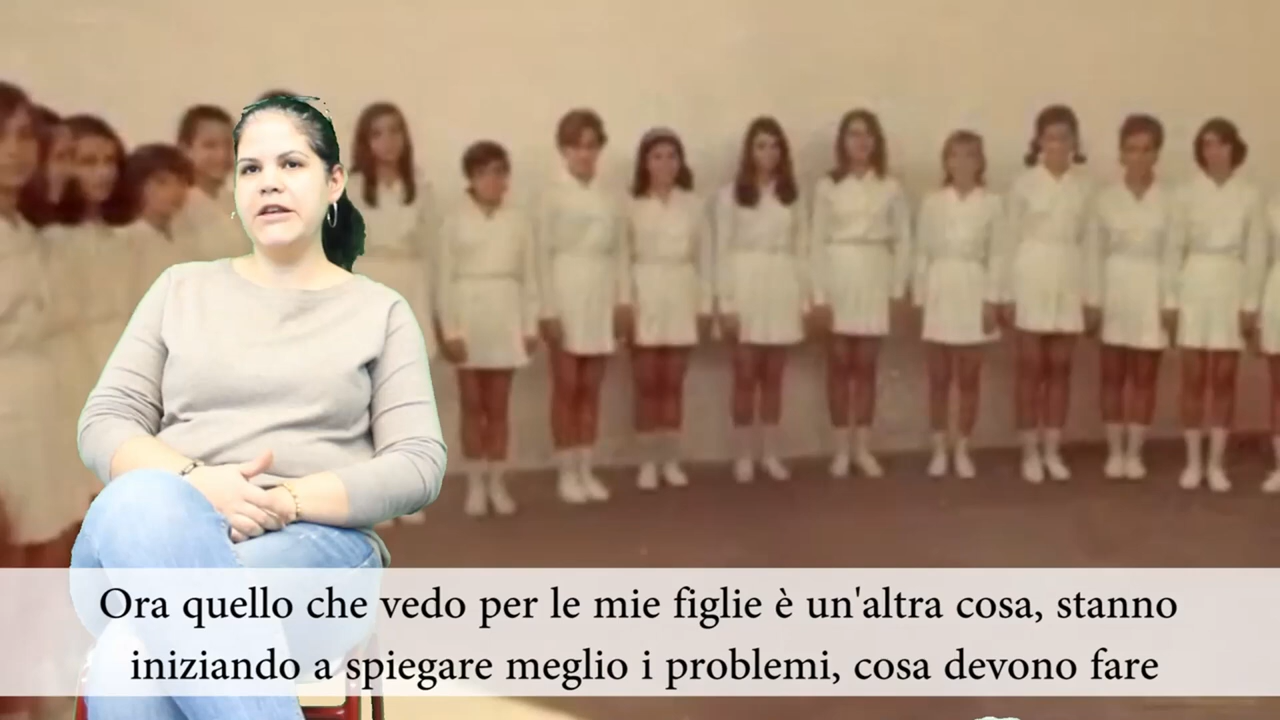 Ora quello che vedo per le mie figlie è un'altra cosa, stanno
iniziando a spiegare meglio i problemi, cosa devono fare